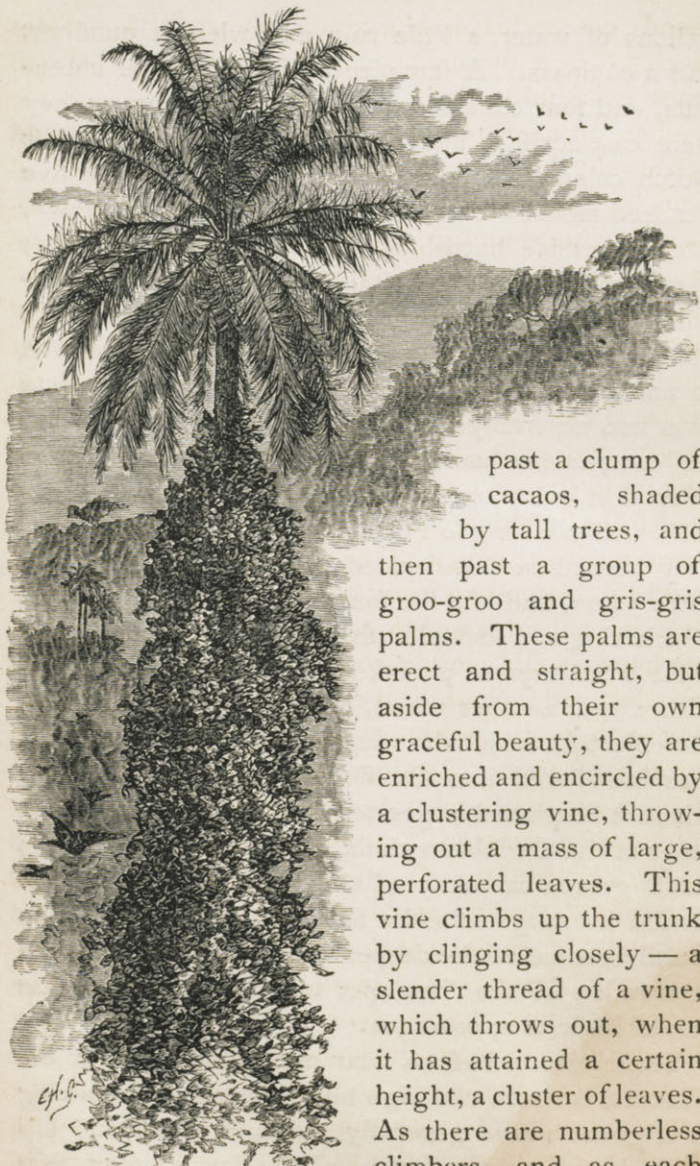 past a clump of
cacaos, shaded
by tall trees, and
then past a group of
groo-groo and gris-gris
palms. These palms are
erect and straight, but
aside from their own
graceful beauty, they are
enriched and encircled by
a clustering vine, throw-
ing out a mass of large,
perforated leaves. This
vine climbs up the trunk
by clinging closely — a
slender thread of a vine,
which throws out, when
it has attained a certain
height, a cluster of leaves.
As there are numberless
climbers, and as each